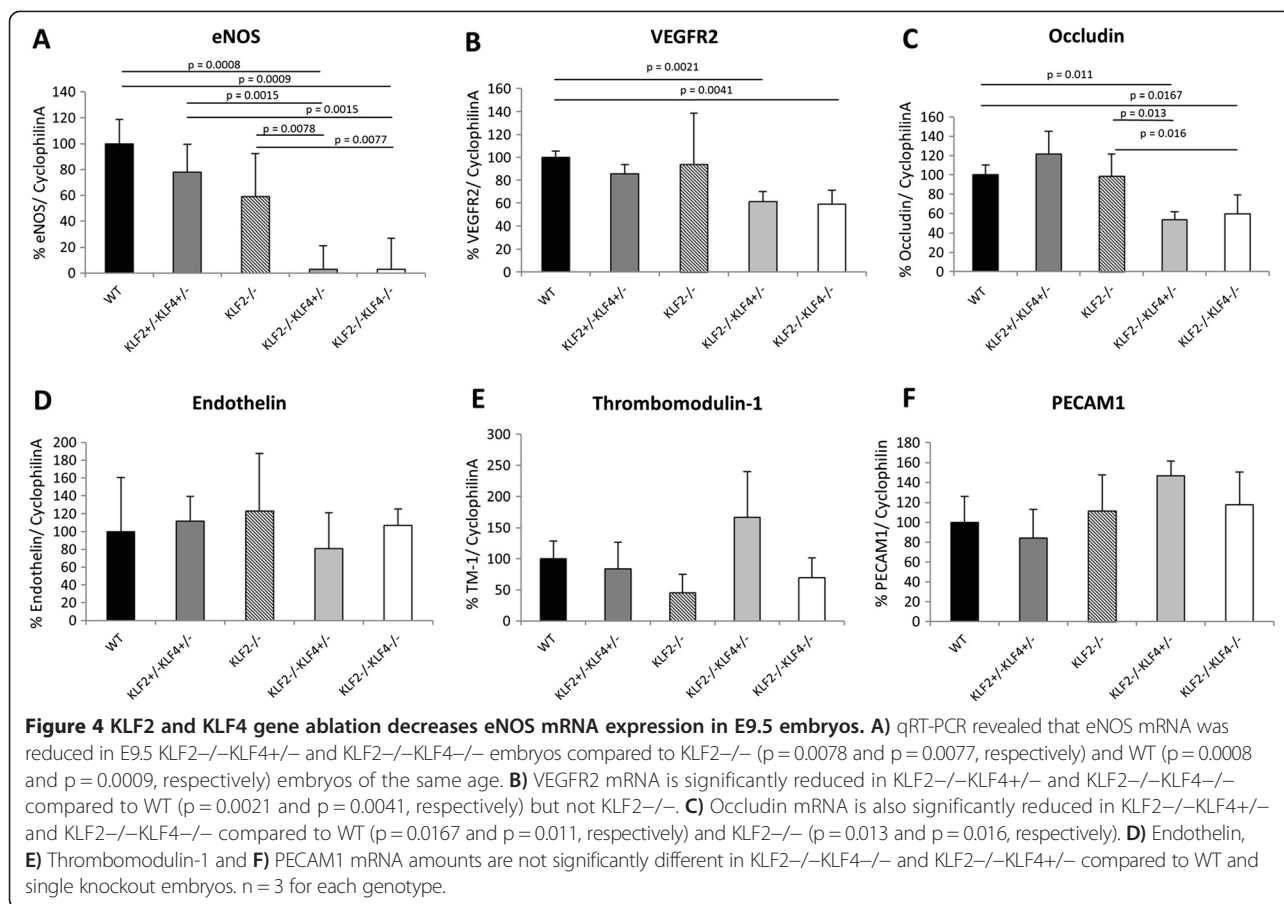 A
eNOS
p = 0.0008
p = 0.0009
p = 0.0015
p = 0.0015
p = 0.0078
p = 0.0077
% eNOS/ CyclophilinA
140
120
100
80
60
40
20
0
WT
KLF2+/-KLF4+/-
KLF2-/-
KLF2-/-KLF4+/-
KLF2-/-KLF4-/-
B
VEGFR2
p = 0.0021
p = 0.0041
% VEGFR2/ CyclophilinA
160
140
120
100
80
60
40
20
0
WT
KLF2+/-KLF4+/-
KLF2-/-
KLF2-/-KLF4+/-
KLF2-/-KLF4-/-
C
Occludin
p = 0.011
p = 0.0167
p = 0.013
p = 0.016
% Occludin/ CyclophilinA
160
140
120
100
80
60
40
20
0
WT
KLF2+/-KLF4+/-
KLF2-/-
KLF2-/-KLF4+/-
KLF2-/-KLF4-/-
D
Endothelin
% Endothelin/ CyclophilinA
200
180
160
140
120
100
80
60
40
20
0
WT
KLF2+/-KLF4+/-
KLF2-/-
KLF2-/-KLF4+/-
KLF2-/-KLF4-/-
E
Thrombomodulin-1
% TM-1/ CyclophilinA
300
250
200
150
100
50
0
WT
KLF2+/-KLF4+/-
KLF2-/-
KLF2-/-KLF4+/-
KLF2-/-KLF4-/-
F
PECAM1
% PECAM1/ Cyclophilin
180
160
140
120
100
80
60
40
20
0
WT
KLF2+/-KLF4+/-
KLF2-/-
KLF2-/-KLF4+/-
KLF2-/-KLF4-/-
Figure 4 KLF2 and KLF4 gene ablation decreases eNOS mRNA expression in E9.5 embryos. A) qRT-PCR revealed that eNOS mRNA was
reduced in E9.5 KLF2−/−KLF4+/− and KLF2−/−KLF4−/− embryos compared to KLF2−/− (p = 0.0078 and p = 0.0077, respectively) and WT (p = 0.0008
and p = 0.0009, respectively) embryos of the same age. B) VEGFR2 mRNA is significantly reduced in KLF2−/−KLF4+/− and KLF2−/−KLF4−/−
compared to WT (p = 0.0021 and p = 0.0041, respectively) but not KLF2−/−. C) Occludin mRNA is also significantly reduced in KLF2−/−KLF4+/−
and KLF2−/−KLF4−/− compared to WT (p = 0.0167 and p = 0.011, respectively) and KLF2−/− (p = 0.013 and p = 0.016, respectively). D) Endothelin,
E) Thrombomodulin-1 and F) PECAM1 mRNA amounts are not significantly different in KLF2−/−KLF4−/− and KLF2−/−KLF4+/− compared to WT and
single knockout embryos. n = 3 for each genotype.